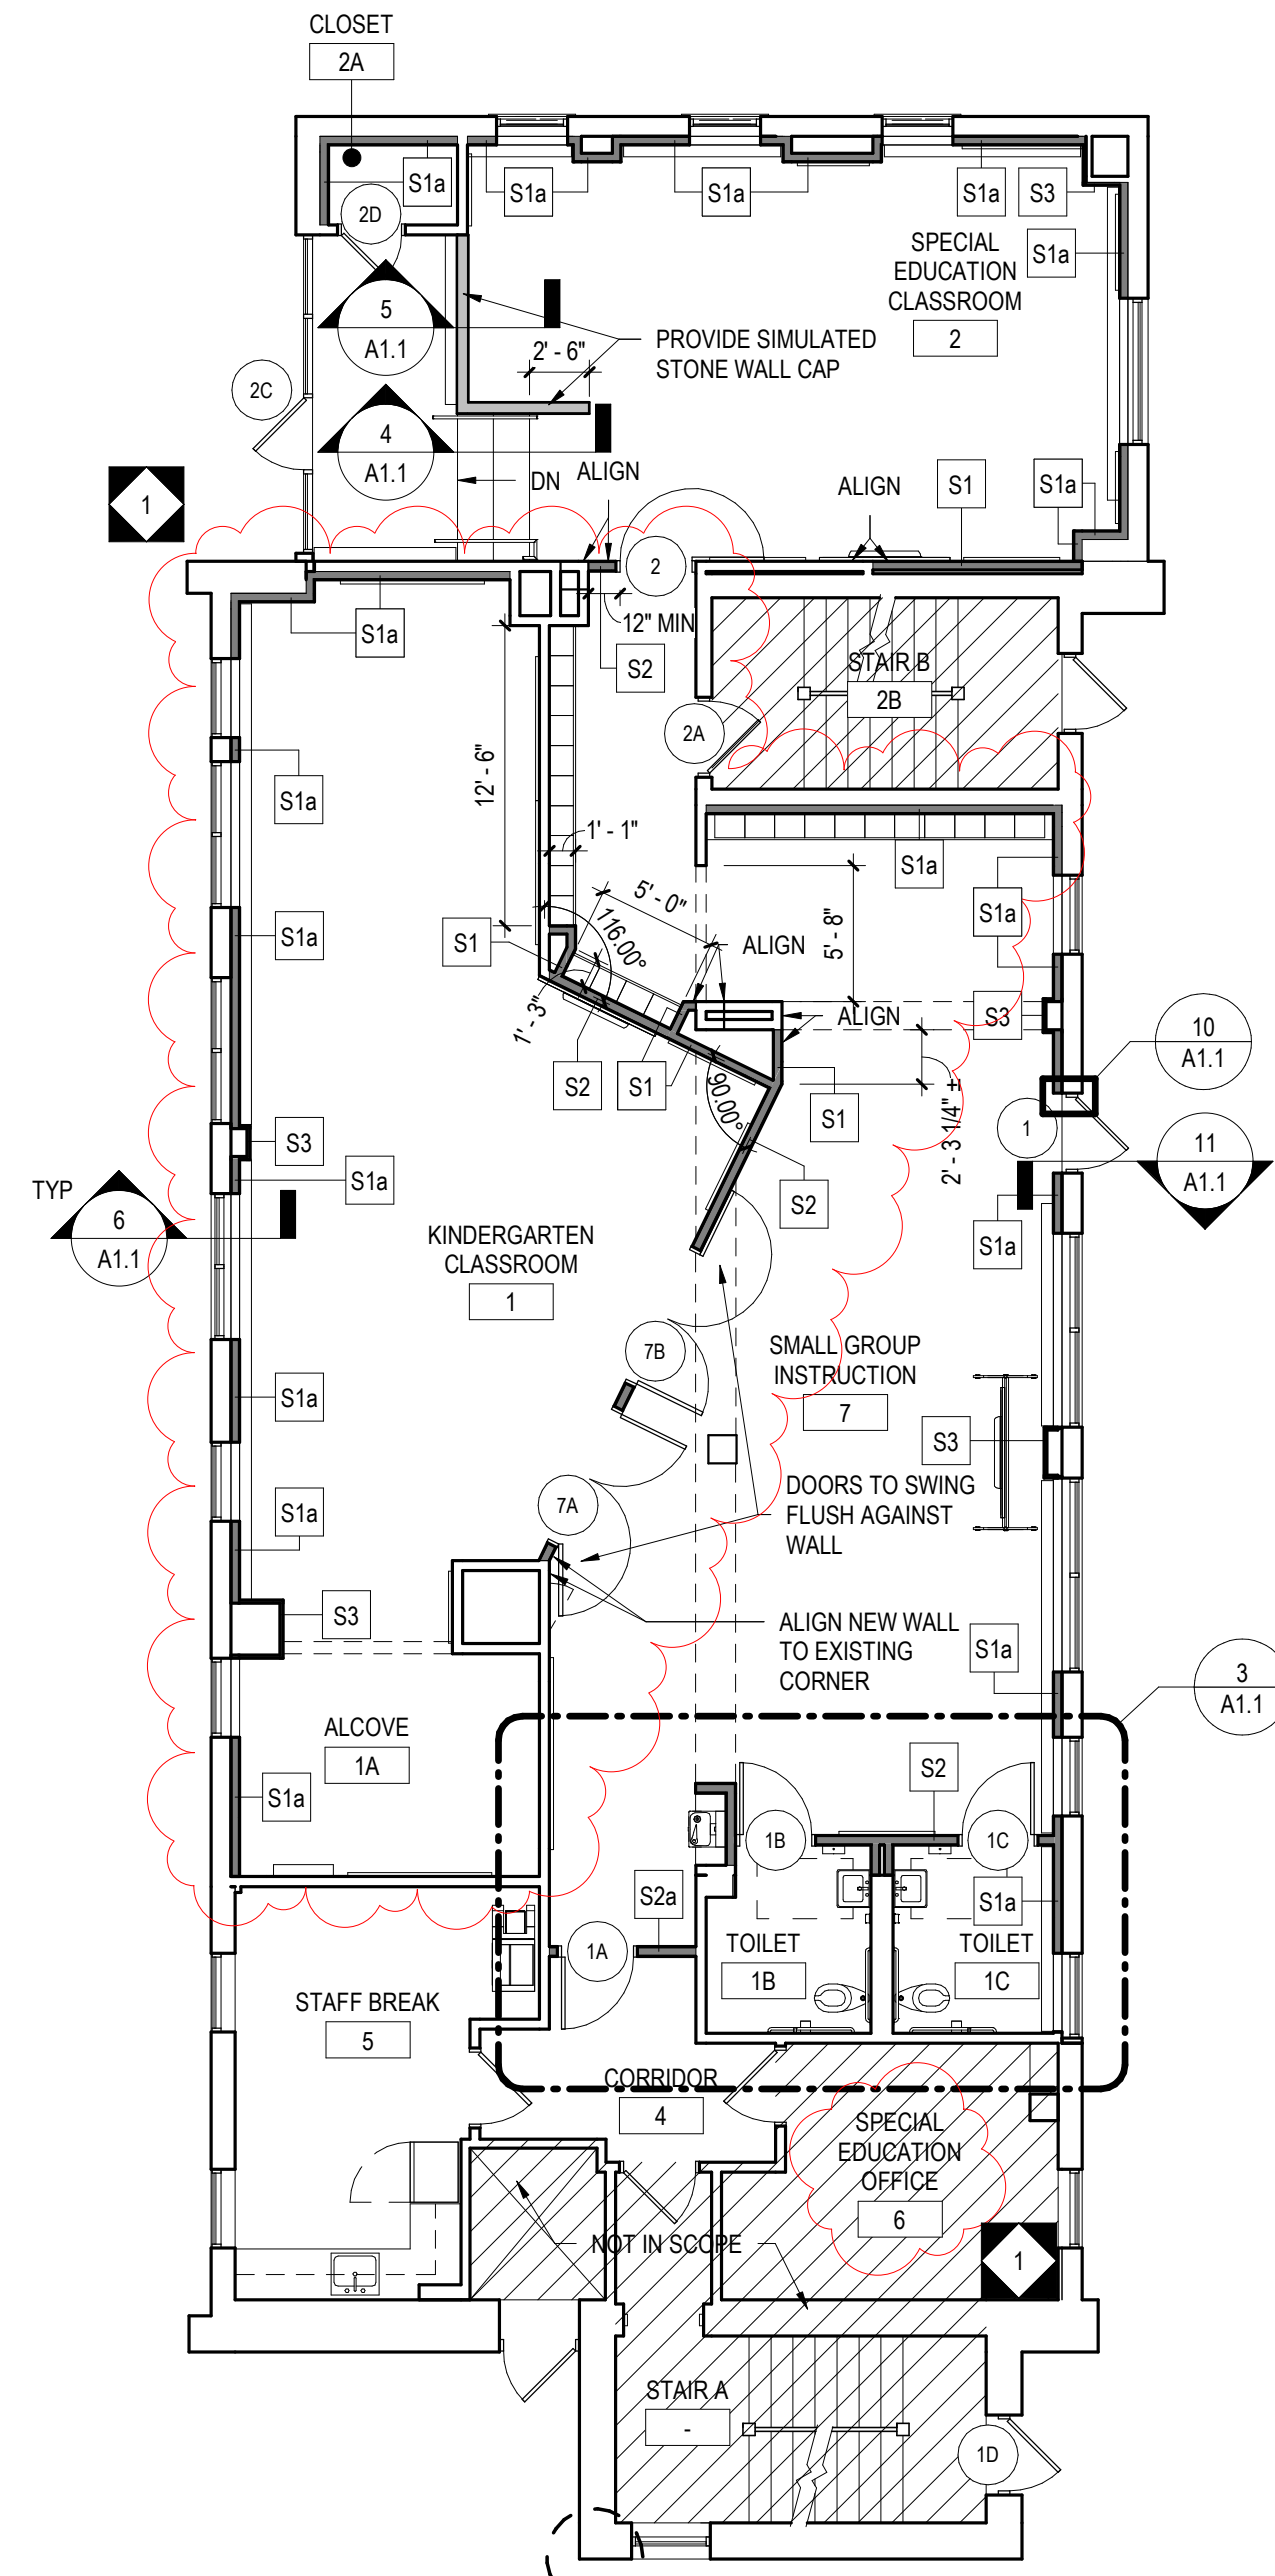 CLOSET
2A
S1a
S1a
S1a
S1a
S3
2D
SPECIAL
EDUCATION
CLASSROOM
2
S1a
5
A1.1
PROVIDE SIMULATED
STONE WALL CAP
2' - 6"
2C
4
A1.1
DN
ALIGN
ALIGN
S1
S1a
1
2
12" MIN
S1a
S2
STAIR B
2B
2A
12' - 6"
S1a
1' - 1"
S1a
5' - 0"
116.00°
S1a
S1
S1a
5' - 8"
ALIGN
1' - 3"
ALIGN
S3
10
A1.1
S2
S1
90.00°
S1
2' - 3 1/4" ±
1
S3
11
A1.1
S1a
TYP
6
A1.1
S2
S1a
KINDERGARTEN
CLASSROOM
1
7B
SMALL GROUP
INSTRUCTION
7
S1a
S3
DOORS TO SWING
FLUSH AGAINST
WALL
7A
S1a
S3
ALIGN NEW WALL
TO EXISTING
CORNER
S1a
3
A1.1
ALCOVE
1A
S1a
S2
1B
1C
S2a
S1a
1A
TOILET
1B
TOILET
1C
STAFF BREAK
5
CORRIDOR
4
SPECIAL
EDUCATION
OFFICE
6
NOT IN SCOPE
1
STAIR A
-
1D